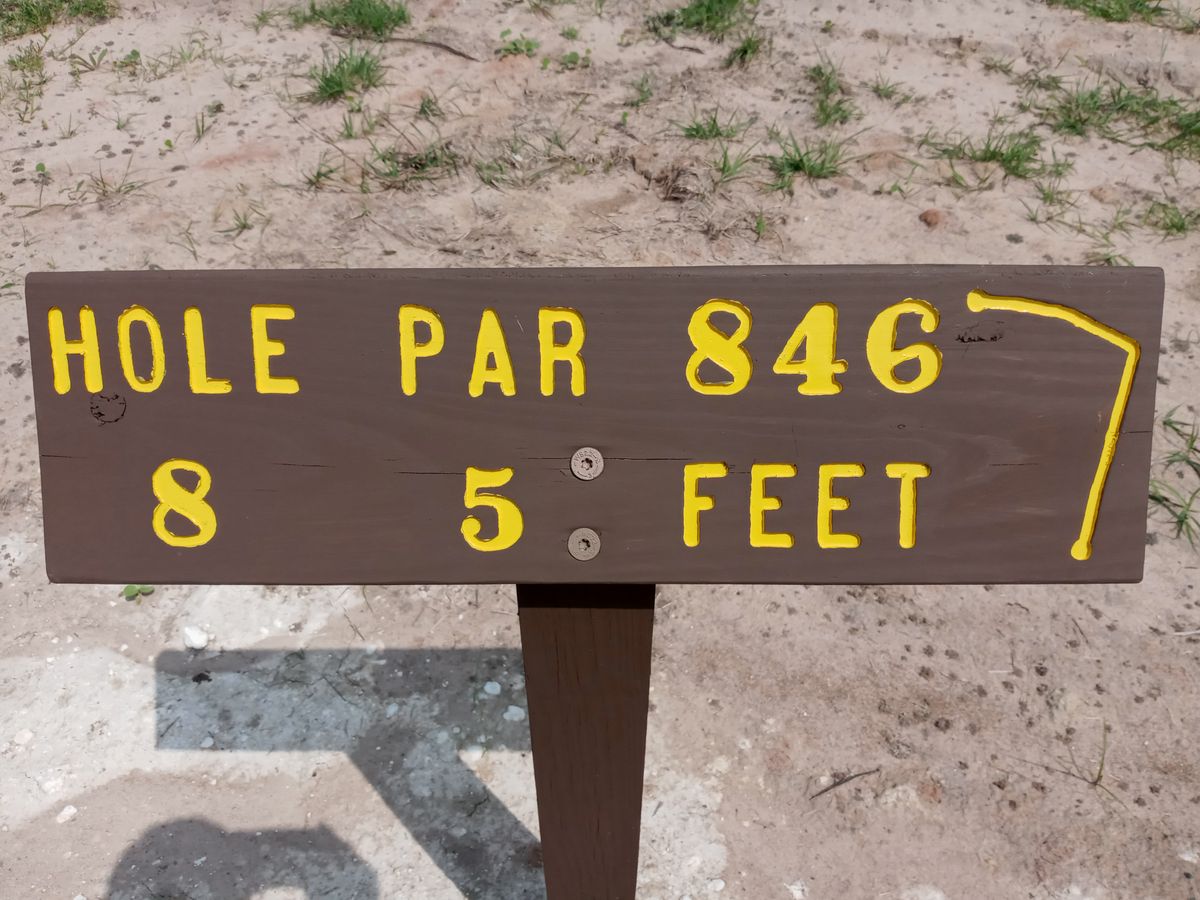 HOLE PAR 846
8 5 FEET